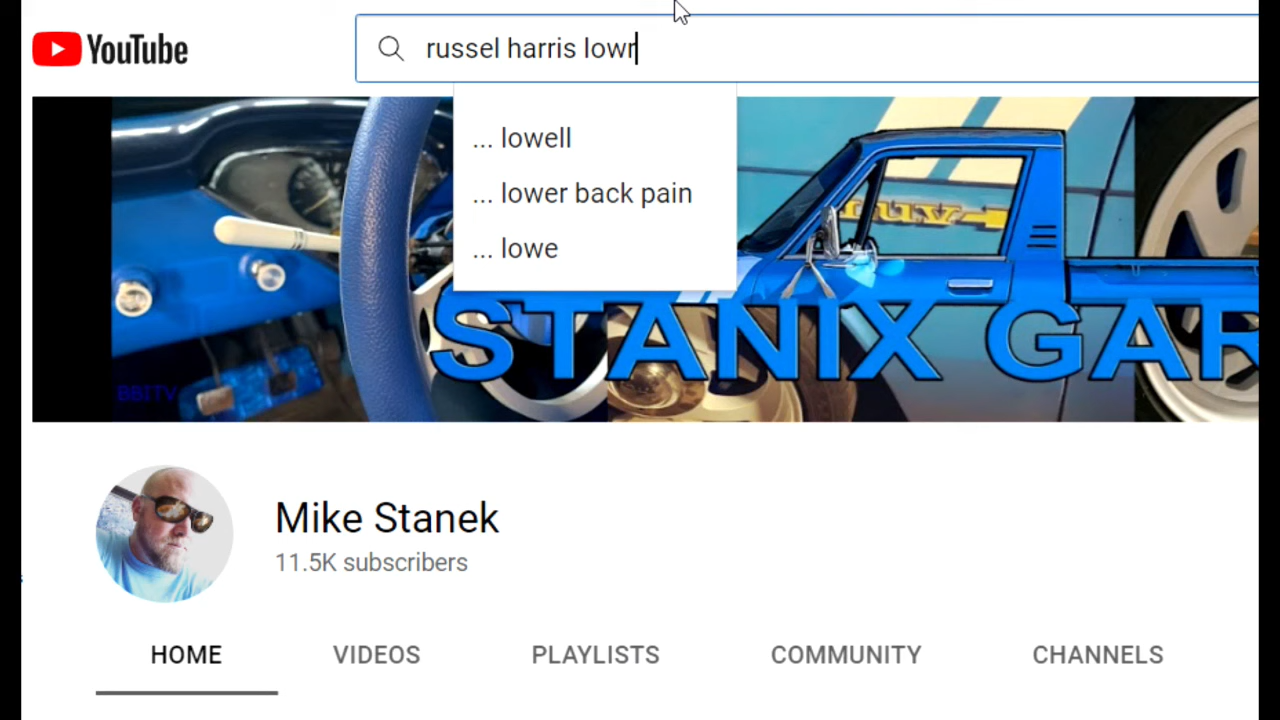 YouTube
russel harris lowr
... lowell
... lower back pain
... lowe
STANIX GAR
BBITV
Mike Stanek
11.5K subscribers
HOME VIDEOS PLAYLISTS COMMUNITY CHANNELS